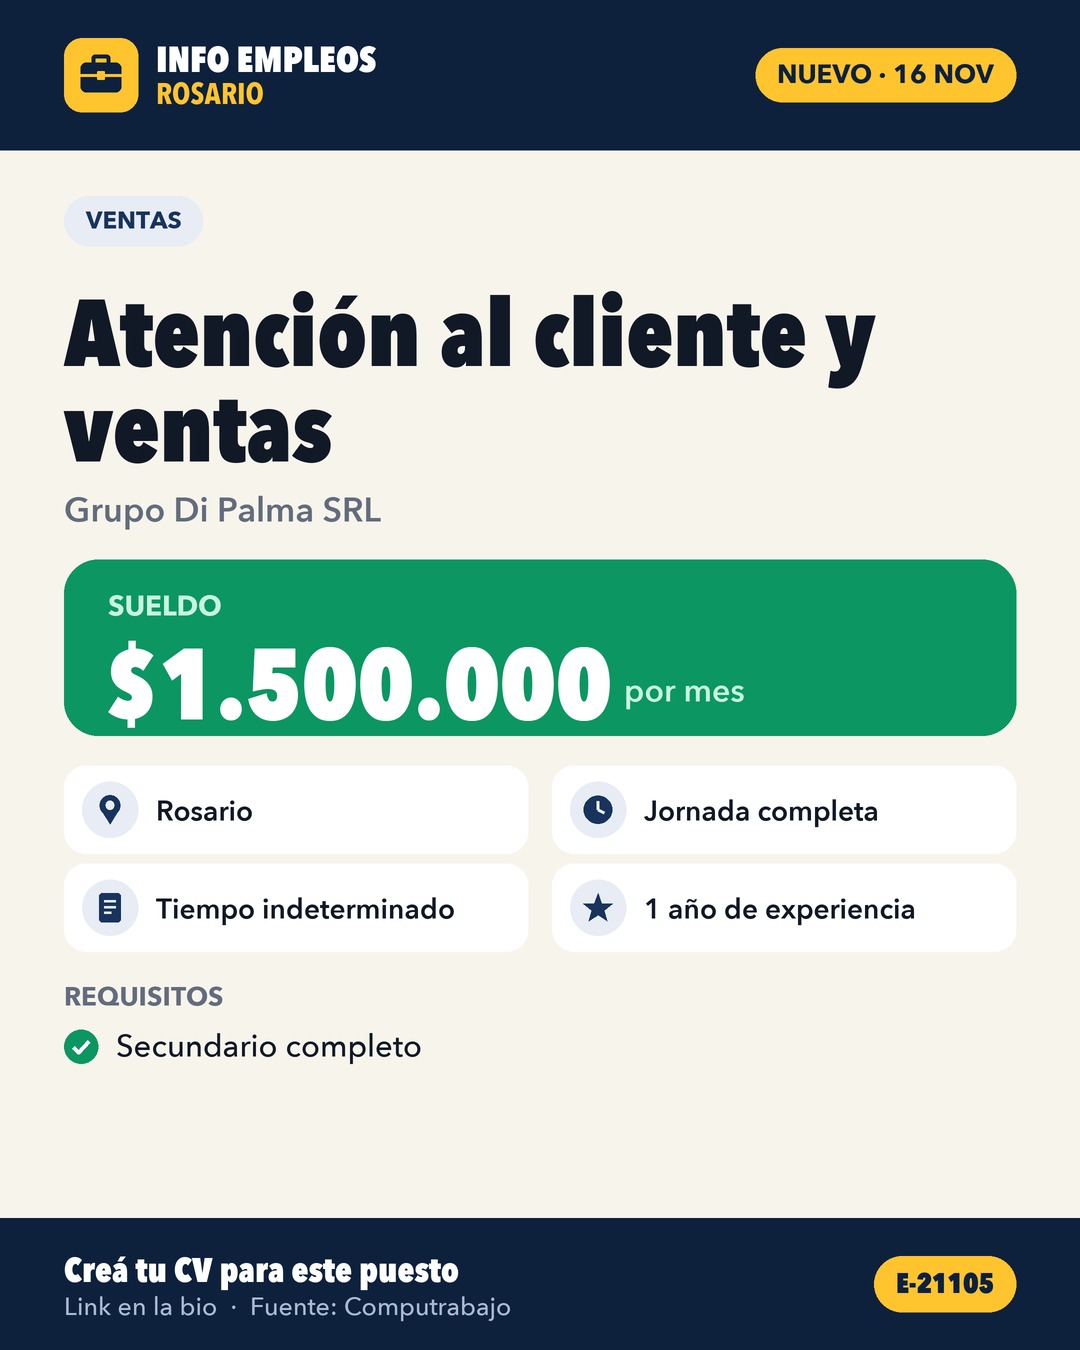 INFO EMPLEOS
ROSARIO
NUEVO · 16 NOV
VENTAS
Atención al cliente y
ventas
Grupo Di Palma SRL
SUELDO
$1.500.000 por mes
Rosario
Jornada completa
Tiempo indeterminado
1 año de experiencia
REQUISITOS
Secundario completo
Creá tu CV para este puesto
Link en la bio · Fuente: Computrabajo
E-21105